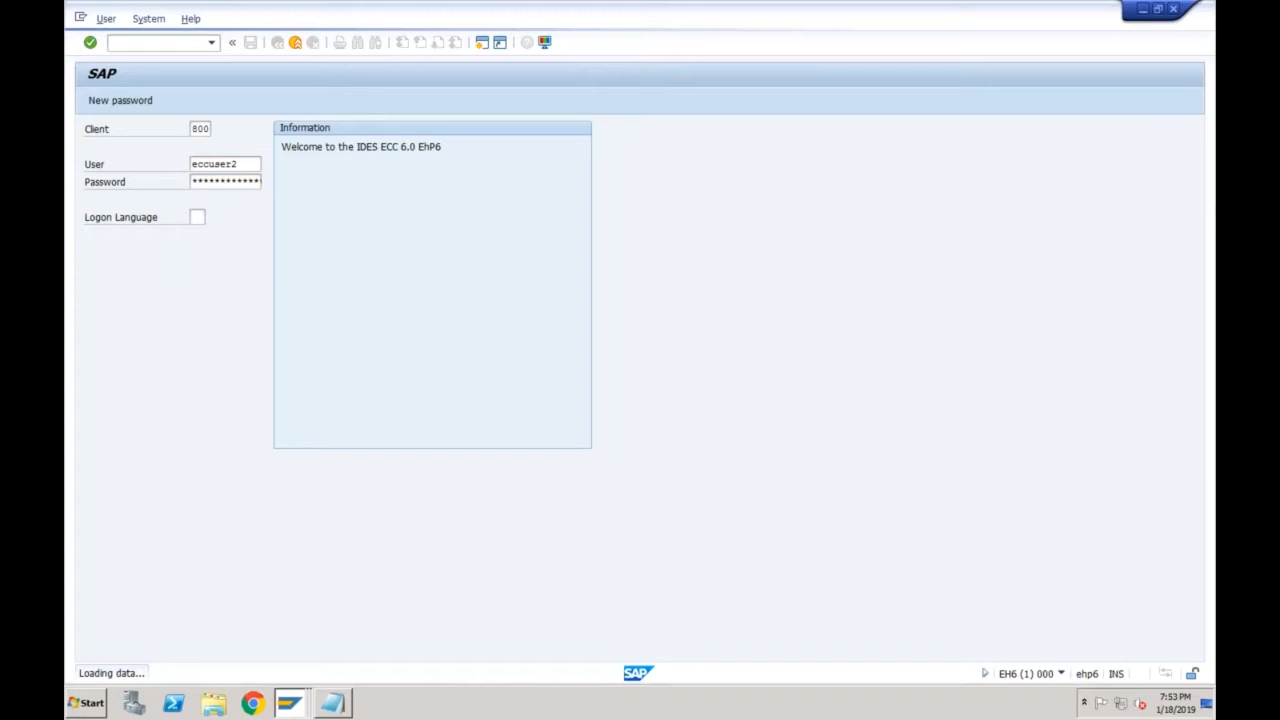 User System Help
SAP
New password
Client 800
Information
Welcome to the IDES ECC 6.0 EhP6
User eccuser2
Password *************
Logon Language
Loading data...
SAP
EH6 (1) 000 ehp6 INS
Start
7:53 PM
1/18/2019